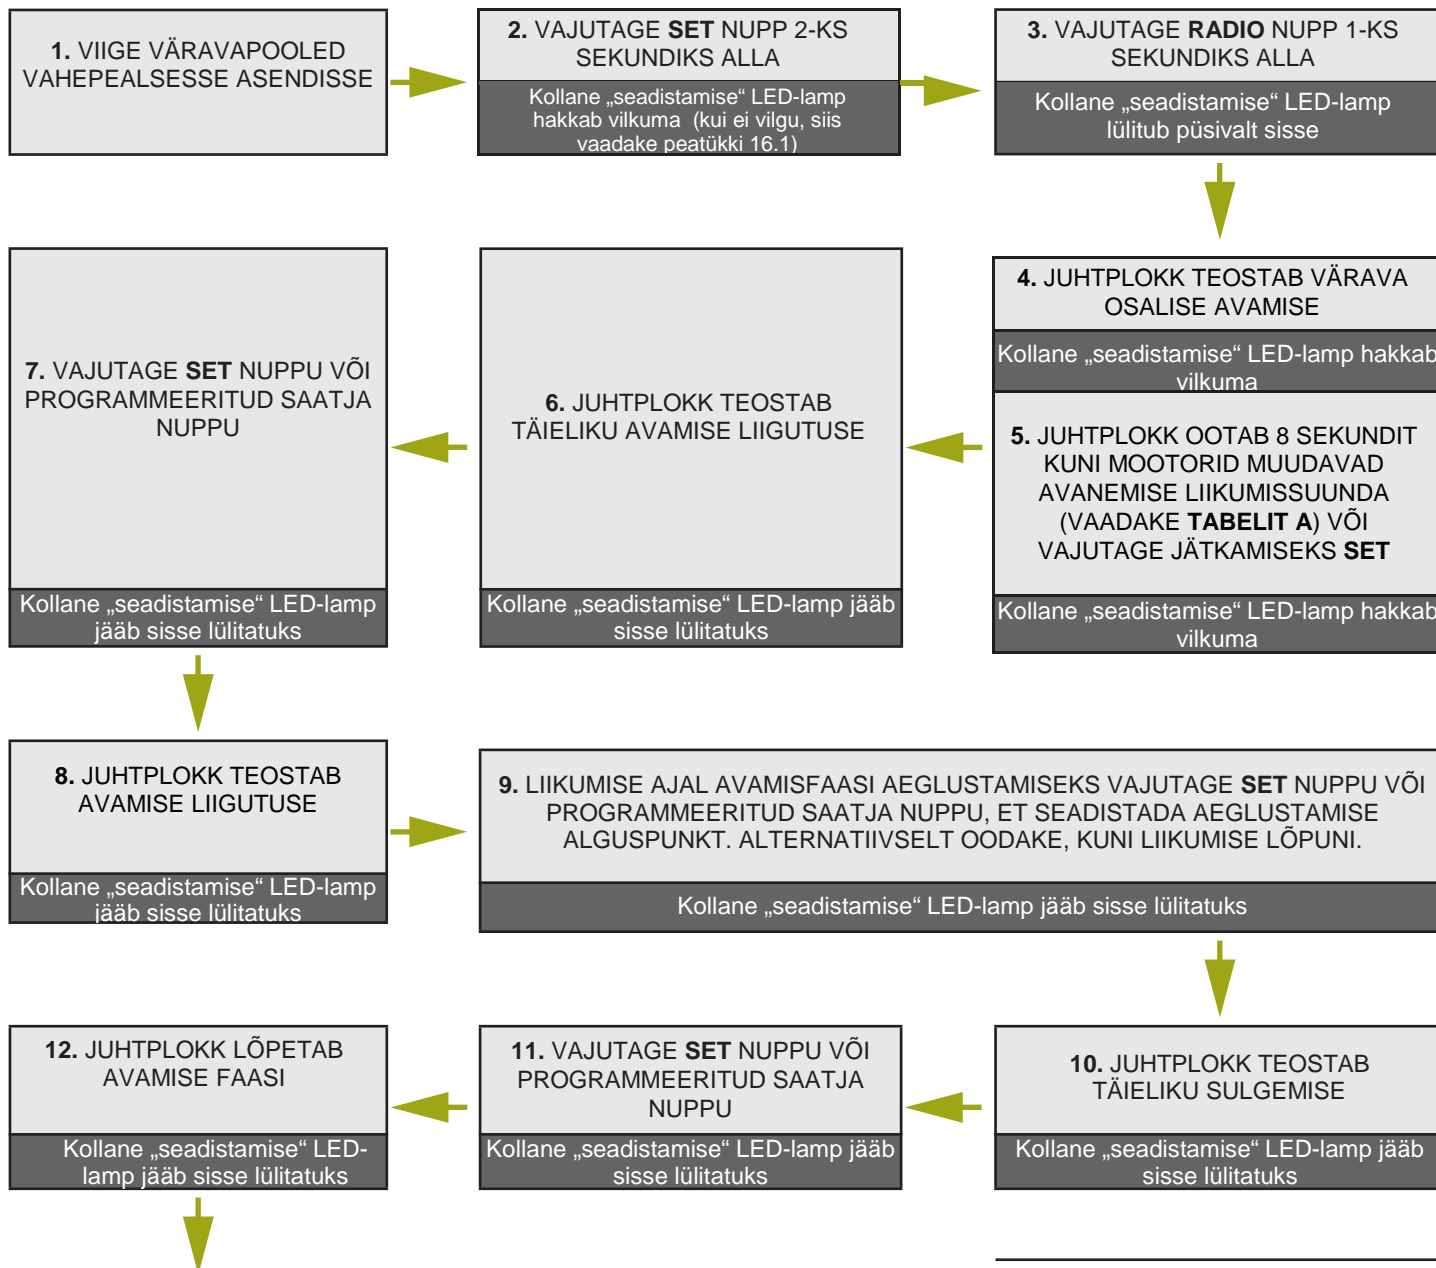 1. VIIGE VÄRAVAPOOLED
VAHEPEALSESSE ASENDISSE
2. VAJUTAGE SET NUPP 2-KS
SEKUNDIKS ALLA
Kollane „seadistamise“ LED-lamp
hakkab vilkuma (kui ei vilgu, siis
vaadake peatükki 16.1)
3. VAJUTAGE RADIO NUPP 1-KS
SEKUNDIKS ALLA
Kollane „seadistamise“ LED-lamp
lülitub püsivalt sisse
4. JUHTPLOKK TEOSTAB VÄRAVA
OSALISE AVAMISE
Kollane „seadistamise“ LED-lamp hakkab
vilkuma
5. JUHTPLOKK OOTAB 8 SEKUNDIT
KUNI MOOTORID MUUDAVAD
AVANEMISE LIIKUMISSUUNDA
(VAADAKE TABELIT A) VÕI
VAJUTAGE JÄTKAMISEKS SET
Kollane „seadistamise“ LED-lamp hakkab
vilkuma
6. JUHTPLOKK TEOSTAB
TÄIELIKU AVAMISE LIIGUTUSE
Kollane „seadistamise“ LED-lamp jääb
sisse lülitatuks
7. VAJUTAGE SET NUPPU VÕI
PROGRAMMEERITUD SAATJA
NUPPU
Kollane „seadistamise“ LED-lamp
jääb sisse lülitatuks
8. JUHTPLOKK TEOSTAB
AVAMISE LIIGUTUSE
Kollane „seadistamise“ LED-lamp
jääb sisse lülitatuks
9. LIIKUMISE AJAL AVAMISFAASI AEGLUSTAMISEKS VAJUTAGE SET NUPPU VÕI
PROGRAMMEERITUD SAATJA NUPPU, ET SEADISTADA AEGLUSTAMISE
ALGUSPUNKT. ALTERNATIIVSELT OODAKE, KUNI LIIKUMISE LÕPUNI.
Kollane „seadistamise“ LED-lamp jääb sisse lülitatuks
10. JUHTPLOKK TEOSTAB
TÄIELIKU SULGEMISE
Kollane „seadistamise“ LED-lamp jääb
sisse lülitatuks
11. VAJUTAGE SET NUPPU VÕI
PROGRAMMEERITUD SAATJA
NUPPU
Kollane „seadistamise“ LED-lamp jääb
sisse lülitatuks
12. JUHTPLOKK LÕPETAB
AVAMISE FAASI
Kollane „seadistamise“ LED-
lamp jääb sisse lülitatuks